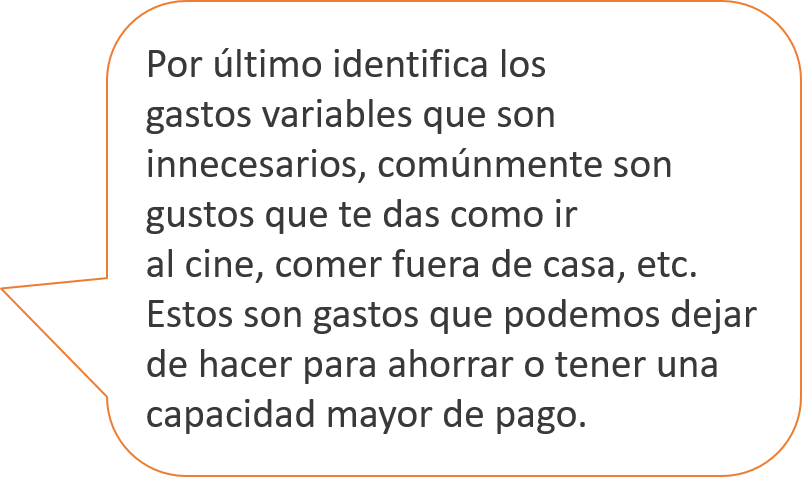 Por último identifica los
gastos variables que son
innecesarios, comúnmente son
gustos que te das como ir
al cine, comer fuera de casa, etc.
Estos son gastos que podemos dejar
de hacer para ahorrar o tener una
capacidad mayor de pago.